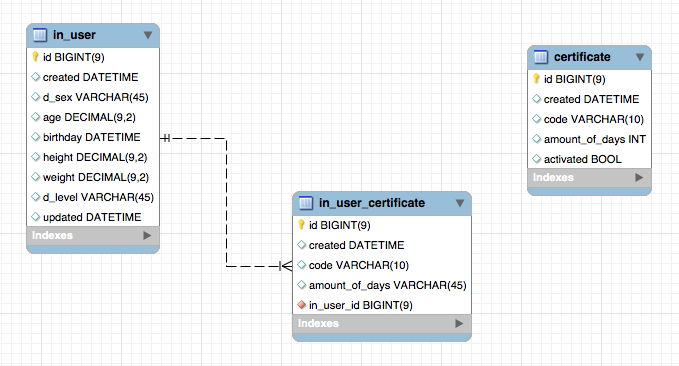 in_user
id BIGINT(9)
created DATETIME
d_sex VARCHAR(45)
age DECIMAL(9,2)
birthday DATETIME
height DECIMAL(9,2)
weight DECIMAL(9,2)
d_level VARCHAR(45)
updated DATETIME
Indexes
in_user_certificate
id BIGINT(9)
created DATETIME
code VARCHAR(10)
amount_of_days VARCHAR(45)
in_user_id BIGINT(9)
Indexes
certificate
id BIGINT(9)
created DATETIME
code VARCHAR(10)
amount_of_days INT
activated BOOL
Indexes